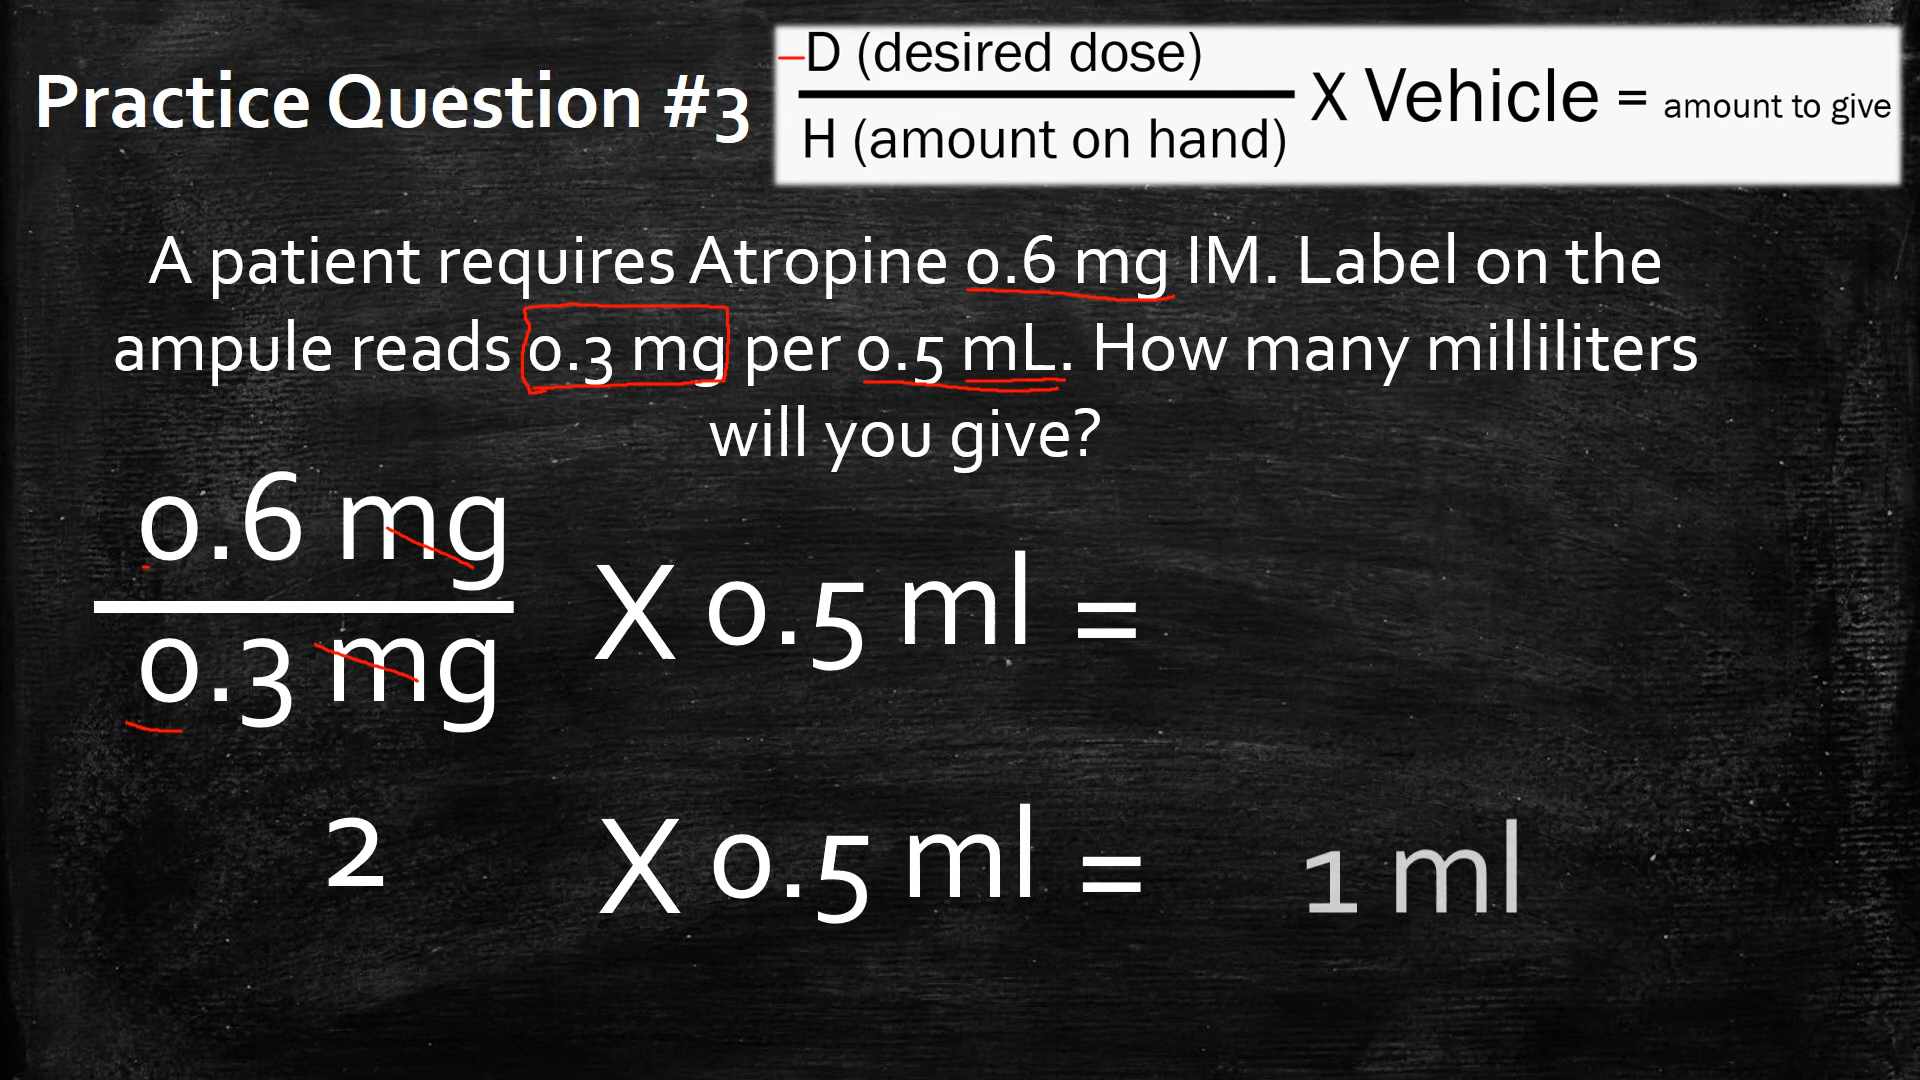 Practice Question #3
D (desired dose)
H (amount on hand)
X Vehicle = amount to give
A patient requires Atropine 0.6 mg IM. Label on the
ampule reads 0.3 mg per 0.5 mL. How many milliliters
will you give?
0.6 mg
0.3 mg
X 0.5 ml =
2 X 0.5 ml = 1 ml